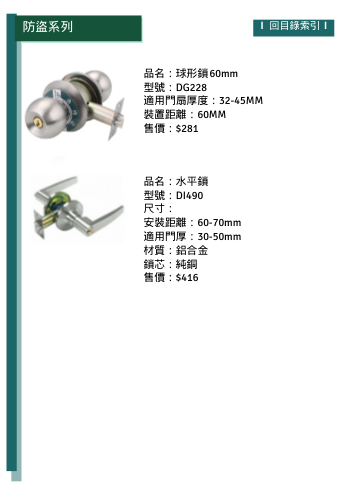 防盜系列
I 回目錄索引 I
品名：球形鎖60mm
型號：DG228
適用門扇厚度：32-45MM
裝置距離：60MM
售價：$281
品名：水平鎖
型號：DI490
尺寸：
安裝距離：60-70mm
適用門厚：30-50mm
材質：鋁合金
鎖芯：純銅
售價：$416